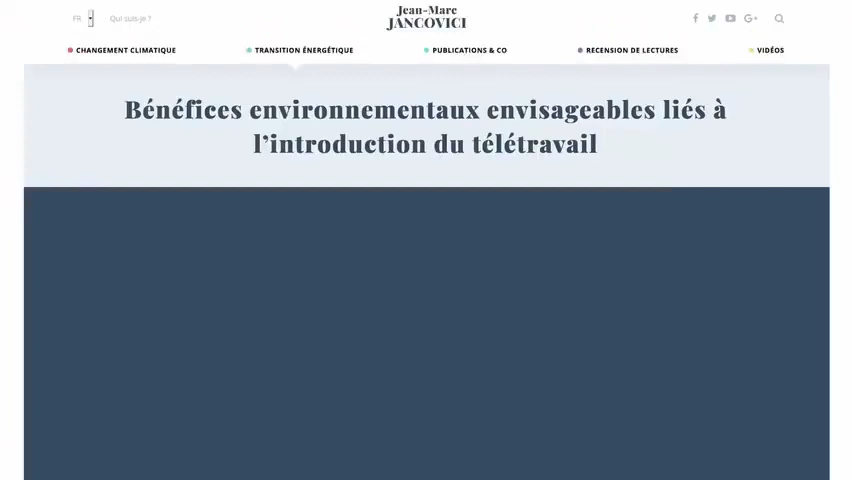 FR
Qui suis-je ?
Jean-Marc
JANCOVICI
CHANGEMENT CLIMATIQUE
TRANSITION ÉNERGÉTIQUE
PUBLICATIONS & CO
RECENSION DE LECTURES
VIDÉOS
Bénéfices environnementaux envisageables liés à
l’introduction du télétravail